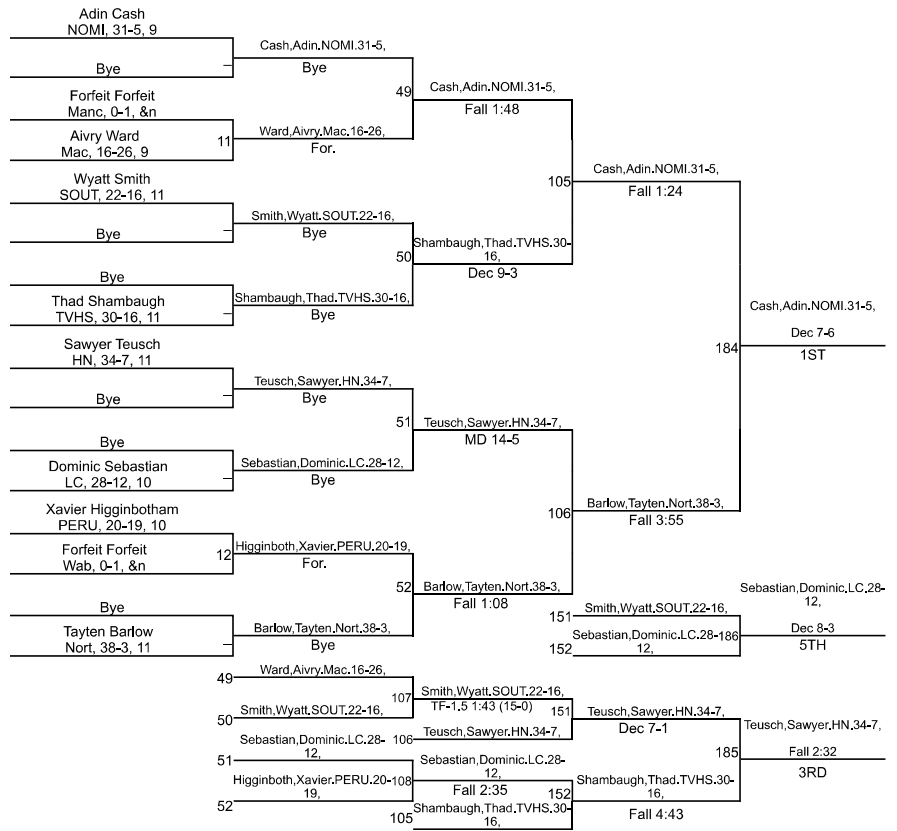 Adin Cash
NOMI, 31-5, 9
Cash,Adin.NOMI.31-5,
Bye
Bye
49
Cash,Adin.NOMI.31-5,
Fall 1:48
Forfeit Forfeit
Manc, 0-1, &n
11
Ward,Aivry.Mac.16-26,
For.
Aivry Ward
Mac, 16-26, 9
105
Cash,Adin.NOMI.31-5,
Fall 1:24
Wyatt Smith
SOUT, 22-16, 11
Smith,Wyatt.SOUT.22-16,
Bye
Bye
50
Shambaugh,Thad.TVHS.30-
16,
Dec 9-3
Bye
Shambaugh,Thad.TVHS.30-16,
Bye
Thad Shambaugh
TVHS, 30-16, 11
184
Cash,Adin.NOMI.31-5,
Dec 7-6
1ST
Sawyer Teusch
HN, 34-7, 11
Teusch,Sawyer.HN.34-7,
Bye
Bye
51
Teusch,Sawyer.HN.34-7,
MD 14-5
Bye
Sebastian,Dominic.LC.28-12,
Bye
Dominic Sebastian
LC, 28-12, 10
106
Barlow,Tayten.Nort.38-3,
Fall 3:55
Xavier Higginbotham
PERU, 20-19, 10
12
Higginboth,Xavier.PERU.20-19,
For.
Forfeit Forfeit
Wab, 0-1, &n
52
Barlow,Tayten.Nort.38-3,
Fall 1:08
Bye
Barlow,Tayten.Nort.38-3,
Bye
Tayten Barlow
Nort, 38-3, 11
151
Smith,Wyatt.SOUT.22-16,
152
Sebastian,Dominic.LC.28-
12,
186
Sebastian,Dominic.LC.28-
12,
Dec 8-3
5TH
49
Ward,Aivry.Mac.16-26,
50
Smith,Wyatt.SOUT.22-16,
107
Smith,Wyatt.SOUT.22-16,
TF-1.5 1:43 (15-0)
106
Teusch,Sawyer.HN.34-7,
151
Teusch,Sawyer.HN.34-7,
Dec 7-1
51
Sebastian,Dominic.LC.28-
12,
52
Higginboth,Xavier.PERU.20-
19,
108
Sebastian,Dominic.LC.28-
12,
Fall 2:35
105
Shambaugh,Thad.TVHS.30-
16,
152
Shambaugh,Thad.TVHS.30-
16,
Fall 4:43
185
Teusch,Sawyer.HN.34-7,
Fall 2:32
3RD